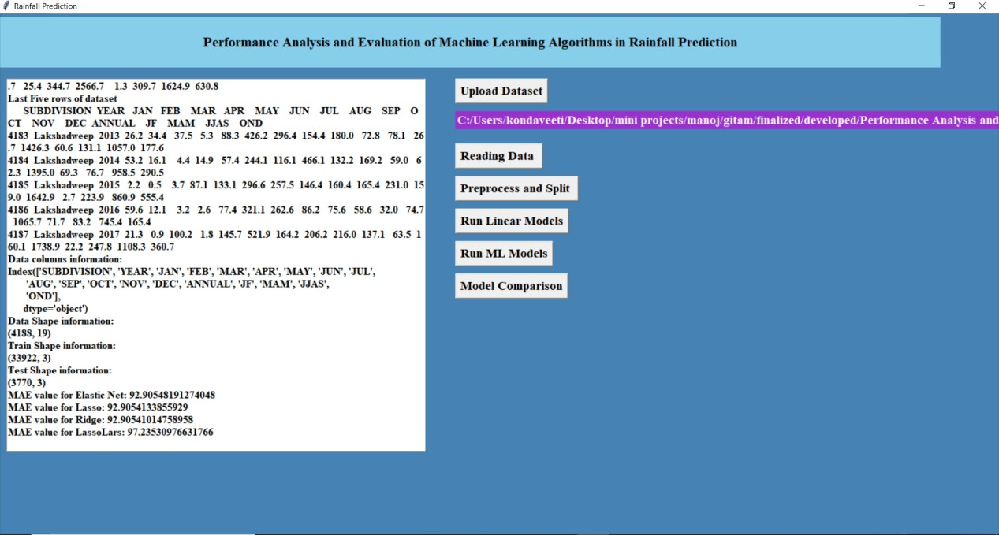 Rainfall Prediction
Performance Analysis and Evaluation of Machine Learning Algorithms in Rainfall Prediction
.7 25.4 344.7 2566.7 1.3 309.7 1624.9 630.8
Last Five rows of dataset
SUBDIVISION YEAR JAN FEB MAR APR MAY JUN JUL AUG SEP O
CT NOV DEC ANNUAL JF MAM JJAS OND
4183 Lakshadweep 2013 26.2 34.4 37.5 5.3 88.3 426.2 296.4 154.4 180.0 72.8 78.1 26
.7 1426.3 60.6 131.1 1057.0 177.6
4184 Lakshadweep 2014 53.2 16.1 4.4 14.9 57.4 244.1 116.1 466.1 132.2 169.2 59.0 6
2.3 1395.0 69.3 76.7 958.5 290.5
4185 Lakshadweep 2015 2.2 0.5 3.7 87.1 133.1 296.6 257.5 146.4 160.4 165.4 231.0 15
9.0 1642.9 2.7 223.9 860.9 555.4
4186 Lakshadweep 2016 59.6 12.1 3.2 2.6 77.4 321.1 262.6 86.2 75.6 58.6 32.0 74.7
1065.7 71.7 83.2 745.4 165.4
4187 Lakshadweep 2017 21.3 0.9 100.2 1.8 145.7 521.9 164.2 206.2 216.0 137.1 63.5 1
60.1 1738.9 22.2 247.8 1108.3 360.7
Data columns information:
Index(['SUBDIVISION', 'YEAR', 'JAN', 'FEB', 'MAR', 'APR', 'MAY', 'JUN', 'JUL',
'AUG', 'SEP', 'OCT', 'NOV', 'DEC', 'ANNUAL', 'JF', 'MAM', 'JJAS',
'OND'],
dtype='object')
Data Shape information:
(4188, 19)
Train Shape information:
(33922, 3)
Test Shape information:
(3770, 3)
MAE value for Elastic Net: 92.90548191274048
MAE value for Lasso: 92.9054133855929
MAE value for Ridge: 92.90541014758958
MAE value for LassoLars: 97.23530976631766
Upload Dataset
C:/Users/kondaveeti/Desktop/mini projects/manoj/gitam/finalized/developed/Performance Analysis and
Reading Data
Preprocess and Split
Run Linear Models
Run ML Models
Model Comparison